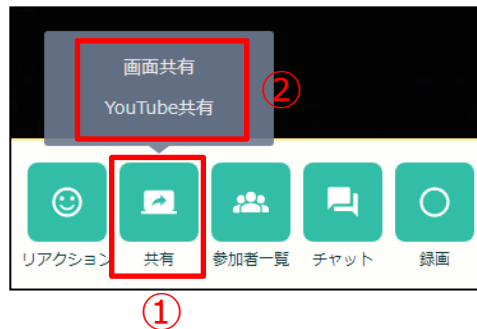 画面共有
YouTube共有
②
リアクション
共有
参加者一覧
チャット
録画
①